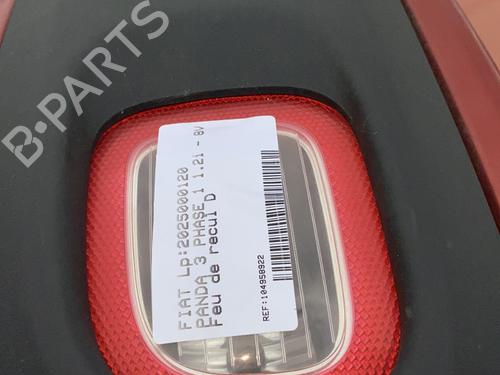 B-PARTS
FIAT Lp:2025000120
PANDA 3 PHASE 1 1.2i - 8V
Feu de recul D
REF:104958922